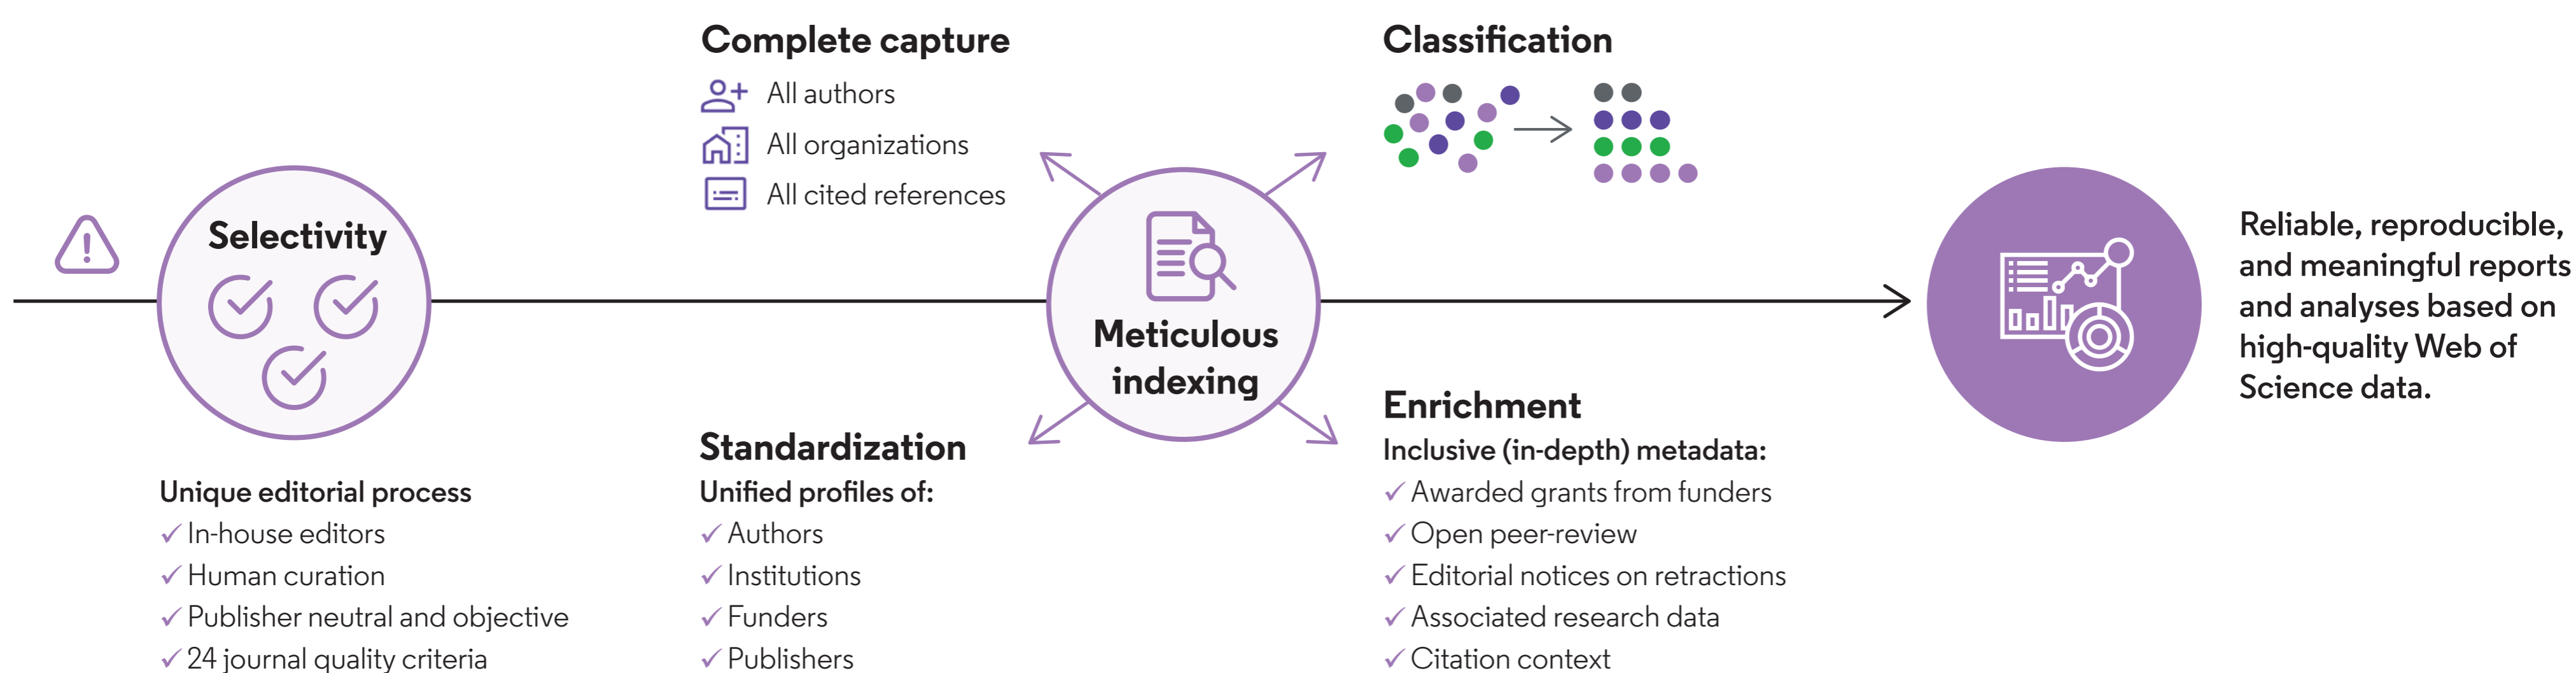 Selectivity
Unique editorial process
In-house editors
Human curation
Publisher neutral and objective
24 journal quality criteria
Complete capture
All authors
All organizations
All cited references
Standardization
Unified profiles of:
Authors
Institutions
Funders
Publishers
Meticulous
indexing
Classification
Enrichment
Inclusive (in-depth) metadata:
Awarded grants from funders
Open peer-review
Editorial notices on retractions
Associated research data
Citation context
Reliable, reproducible,
and meaningful reports
and analyses based on
high-quality Web of
Science data.